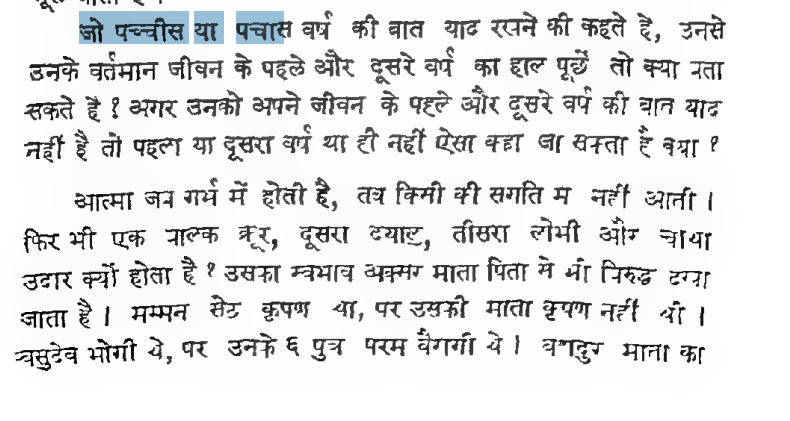 जो पच्चीस या पचास वर्ष की बात याद रखने की कहते है, उनसे
उनके वर्तमान जीवन के पहले और दूसरे वर्ष का हाल पूछें तो क्या बता
सकते है ? अगर उनको अपने जीवन के पहले और दूसरे वर्ष की बात याद
नहीं है तो पहला या दूसरा वर्ष था ही नहीं ऐसा कहा जा सकता है क्या ?
आत्मा जब गर्भ में होती है, तब किसी की सगति म नहीं आती ।
फिर भी एक बालक क्रूर, दूसरा दयालु, तीसरा लोभी और चौथा
उदार क्यों होता है ? उसका स्वभाव अक्सर माता पिता से भी विरुद्ध देखा
जाता है । मम्मन सेठ कृपण था, पर उसकी माता कृपण नहीं थी ।
वसुदेव भोगी थे, पर उनके ६ पुत्र परम वैरागी थे । माता का